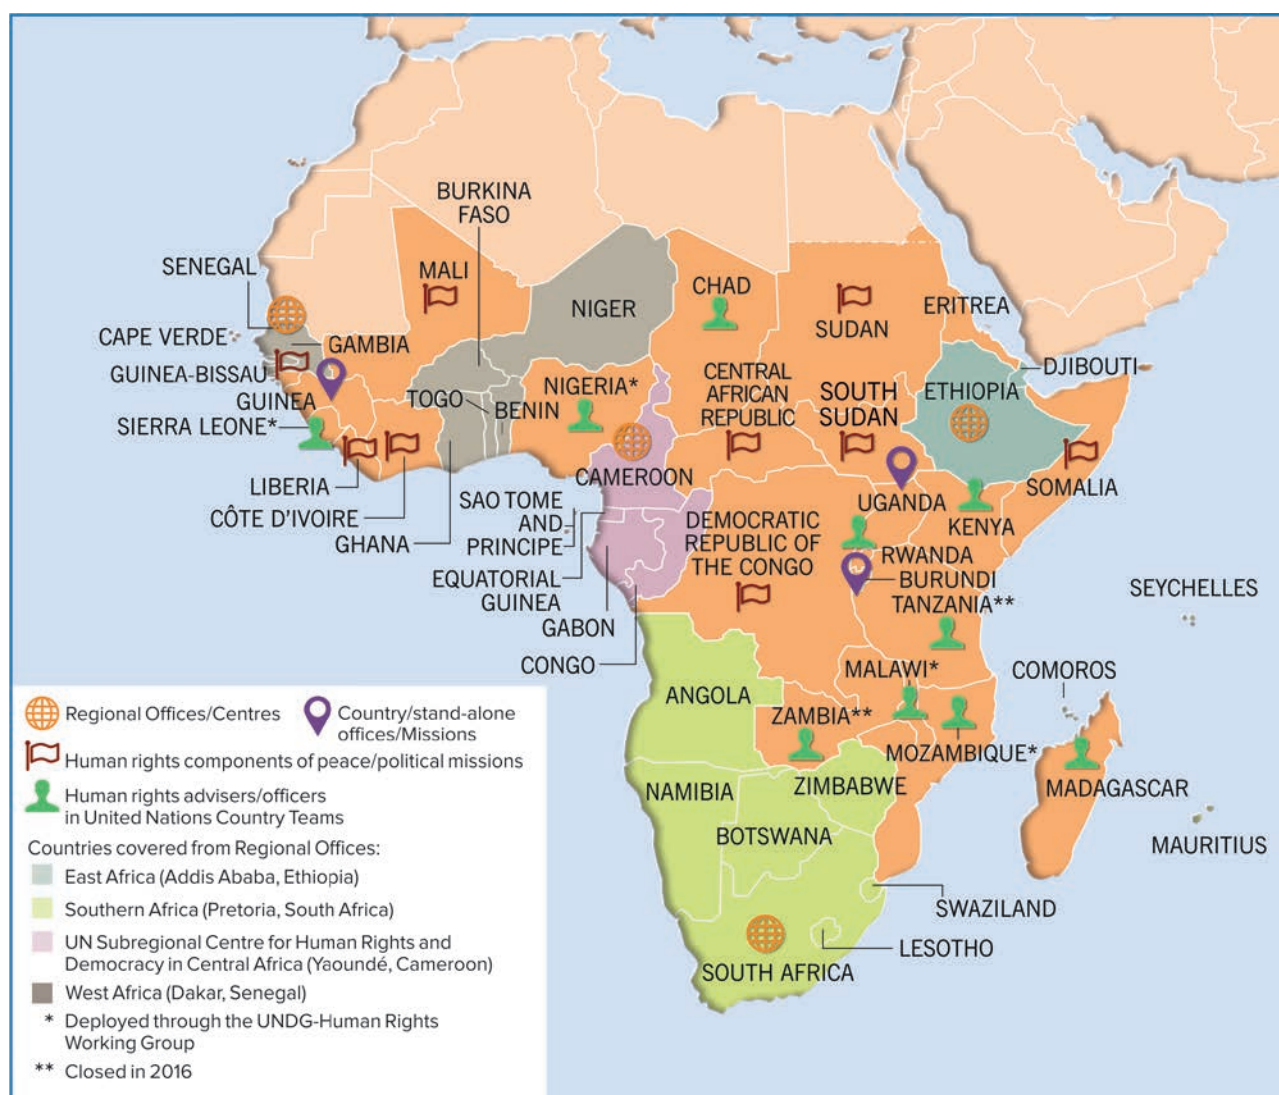 BURKINA
FASO
SENEGAL
MALI
CHAD
NIGER
ERITREA
SUDAN
CAPE VERDE
GAMBIA
DJIBOUTI
GUINEA-BISSAU
CENTRAL
AFRICAN
REPUBLIC
SOUTH
SUDAN
ETHIOPIA
NIGERIA*
GUINEA
TOGO
BENIN
SIERRA LEONE*
CAMEROON
SOMALIA
LIBERIA
UGANDA
KENYA
SAO TOME
AND
PRINCIPE
CÔTE D'IVOIRE
DEMOCRATIC
REPUBLIC OF
THE CONGO
GHANA
RWANDA
BURUNDI
EQUATORIAL
GUINEA
TANZANIA**
SEYCHELLES
GABON
CONGO
MALAWI*
COMOROS
ANGOLA
ZAMBIA**
MOZAMBIQUE*
NAMIBIA
ZIMBABWE
MADAGASCAR
BOTSWANA
MAURITIUS
SWAZILAND
LESOTHO
SOUTH AFRICA
Regional Offices/Centres
Country/stand-alone
offices/Missions
Human rights components of peace/political missions
Human rights advisers/officers
in United Nations Country Teams
Countries covered from Regional Offices:
East Africa (Addis Ababa, Ethiopia)
Southern Africa (Pretoria, South Africa)
UN Subregional Centre for Human Rights and
Democracy in Central Africa (Yaoundé, Cameroon)
West Africa (Dakar, Senegal)
* Deployed through the UNDG-Human Rights
Working Group
** Closed in 2016